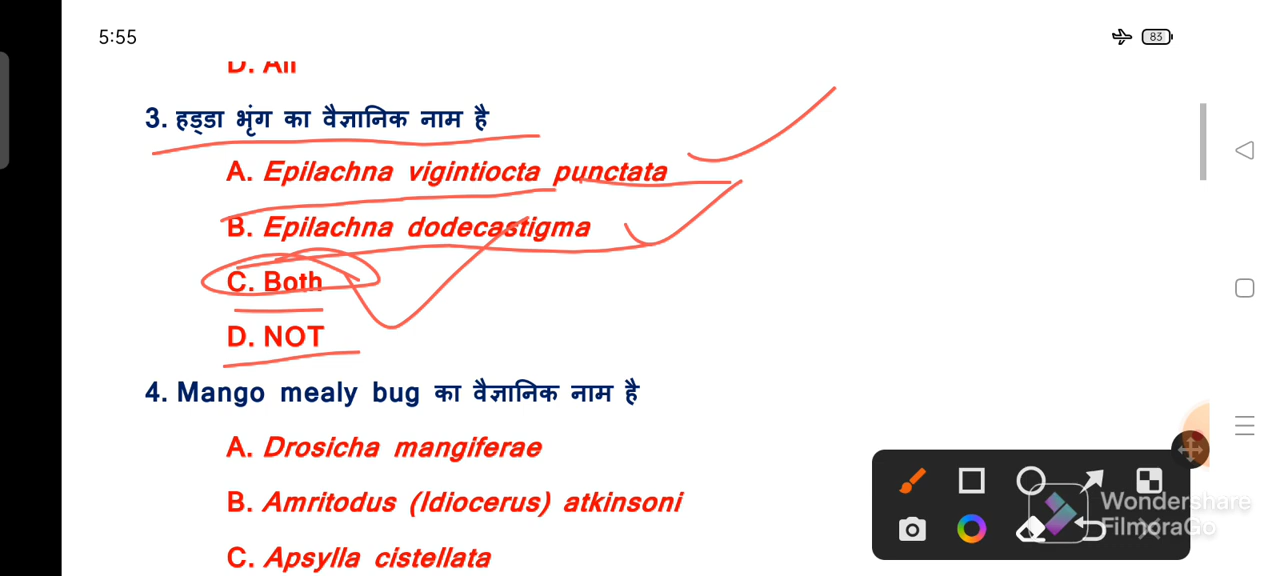 5:55
83
D. All
3. हड्डा भृंग का वैज्ञानिक नाम है
A. Epilachna vigintiocta punctata
B. Epilachna dodecastigma
C. Both
D. NOT
4. Mango mealy bug का वैज्ञानिक नाम है
A. Drosicha mangiferae
B. Amritodus (Idiocerus) atkinsoni
C. Apsylla cistellata
Wondershare
FilmoraGo